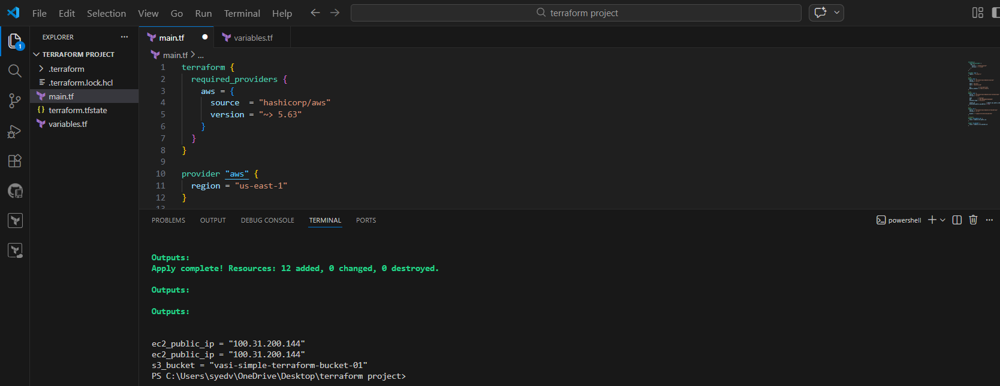 File Edit Selection View Go Run Terminal Help
terraform project
EXPLORER
1
TERRAFORM PROJECT
.terraform
.terraform.lock.hcl
main.tf
terraform.tfstate
variables.tf
main.tf
variables.tf
main.tf > ...
1 terraform {
2 required_providers {
3 aws = {
4 source  = "hashicorp/aws"
5 version = "~> 5.63"
6 }
7 }
8 }
9
10 provider "aws" {
11 region = "us-east-1"
12 }
13
PROBLEMS OUTPUT DEBUG CONSOLE TERMINAL PORTS
powershell
Outputs:
Apply complete! Resources: 12 added, 0 changed, 0 destroyed.
Outputs:
Outputs:
ec2_public_ip = "100.31.200.144"
ec2_public_ip = "100.31.200.144"
s3_bucket = "vasi-simple-terraform-bucket-01"
PS C:\Users\syedv\OneDrive\Desktop\terraform project>